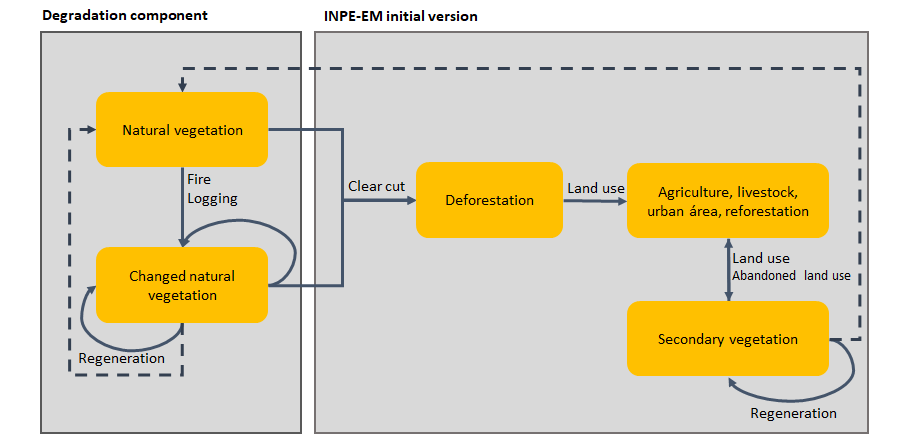 Degradation component
INPE-EM initial version
Natural vegetation
Fire
Logging
Changed natural
vegetation
Regeneration
Clear cut
Deforestation
Land use
Agriculture, livestock,
urban área, reforestation
Land use
Abandoned land use
Secondary vegetation
Regeneration